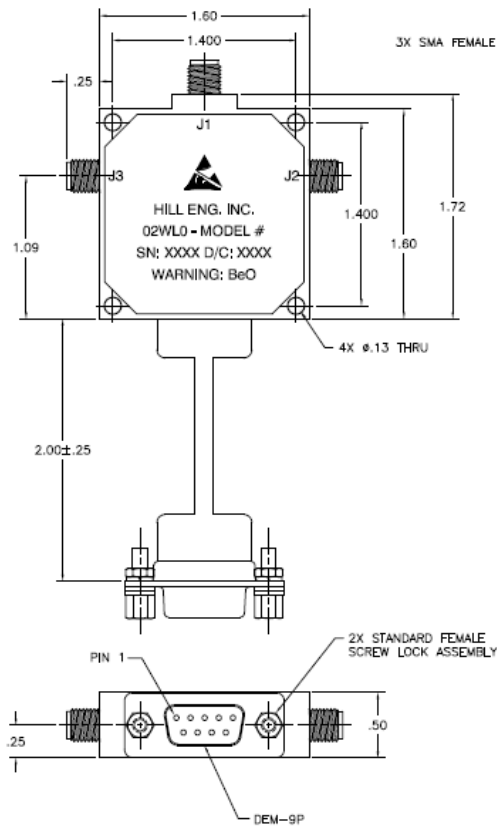 1.60
1.400
3X SMA FEMALE
.25
J1
J3
J2
HILL ENG. INC.
02WL0 - MODEL #
SN: XXXX D/C: XXXX
WARNING: BeO
1.09
1.400
1.60
1.72
4X ø.13 THRU
2.00±.25
2X STANDARD FEMALE
SCREW LOCK ASSEMBLY
PIN 1
.50
.25
DEM-9P